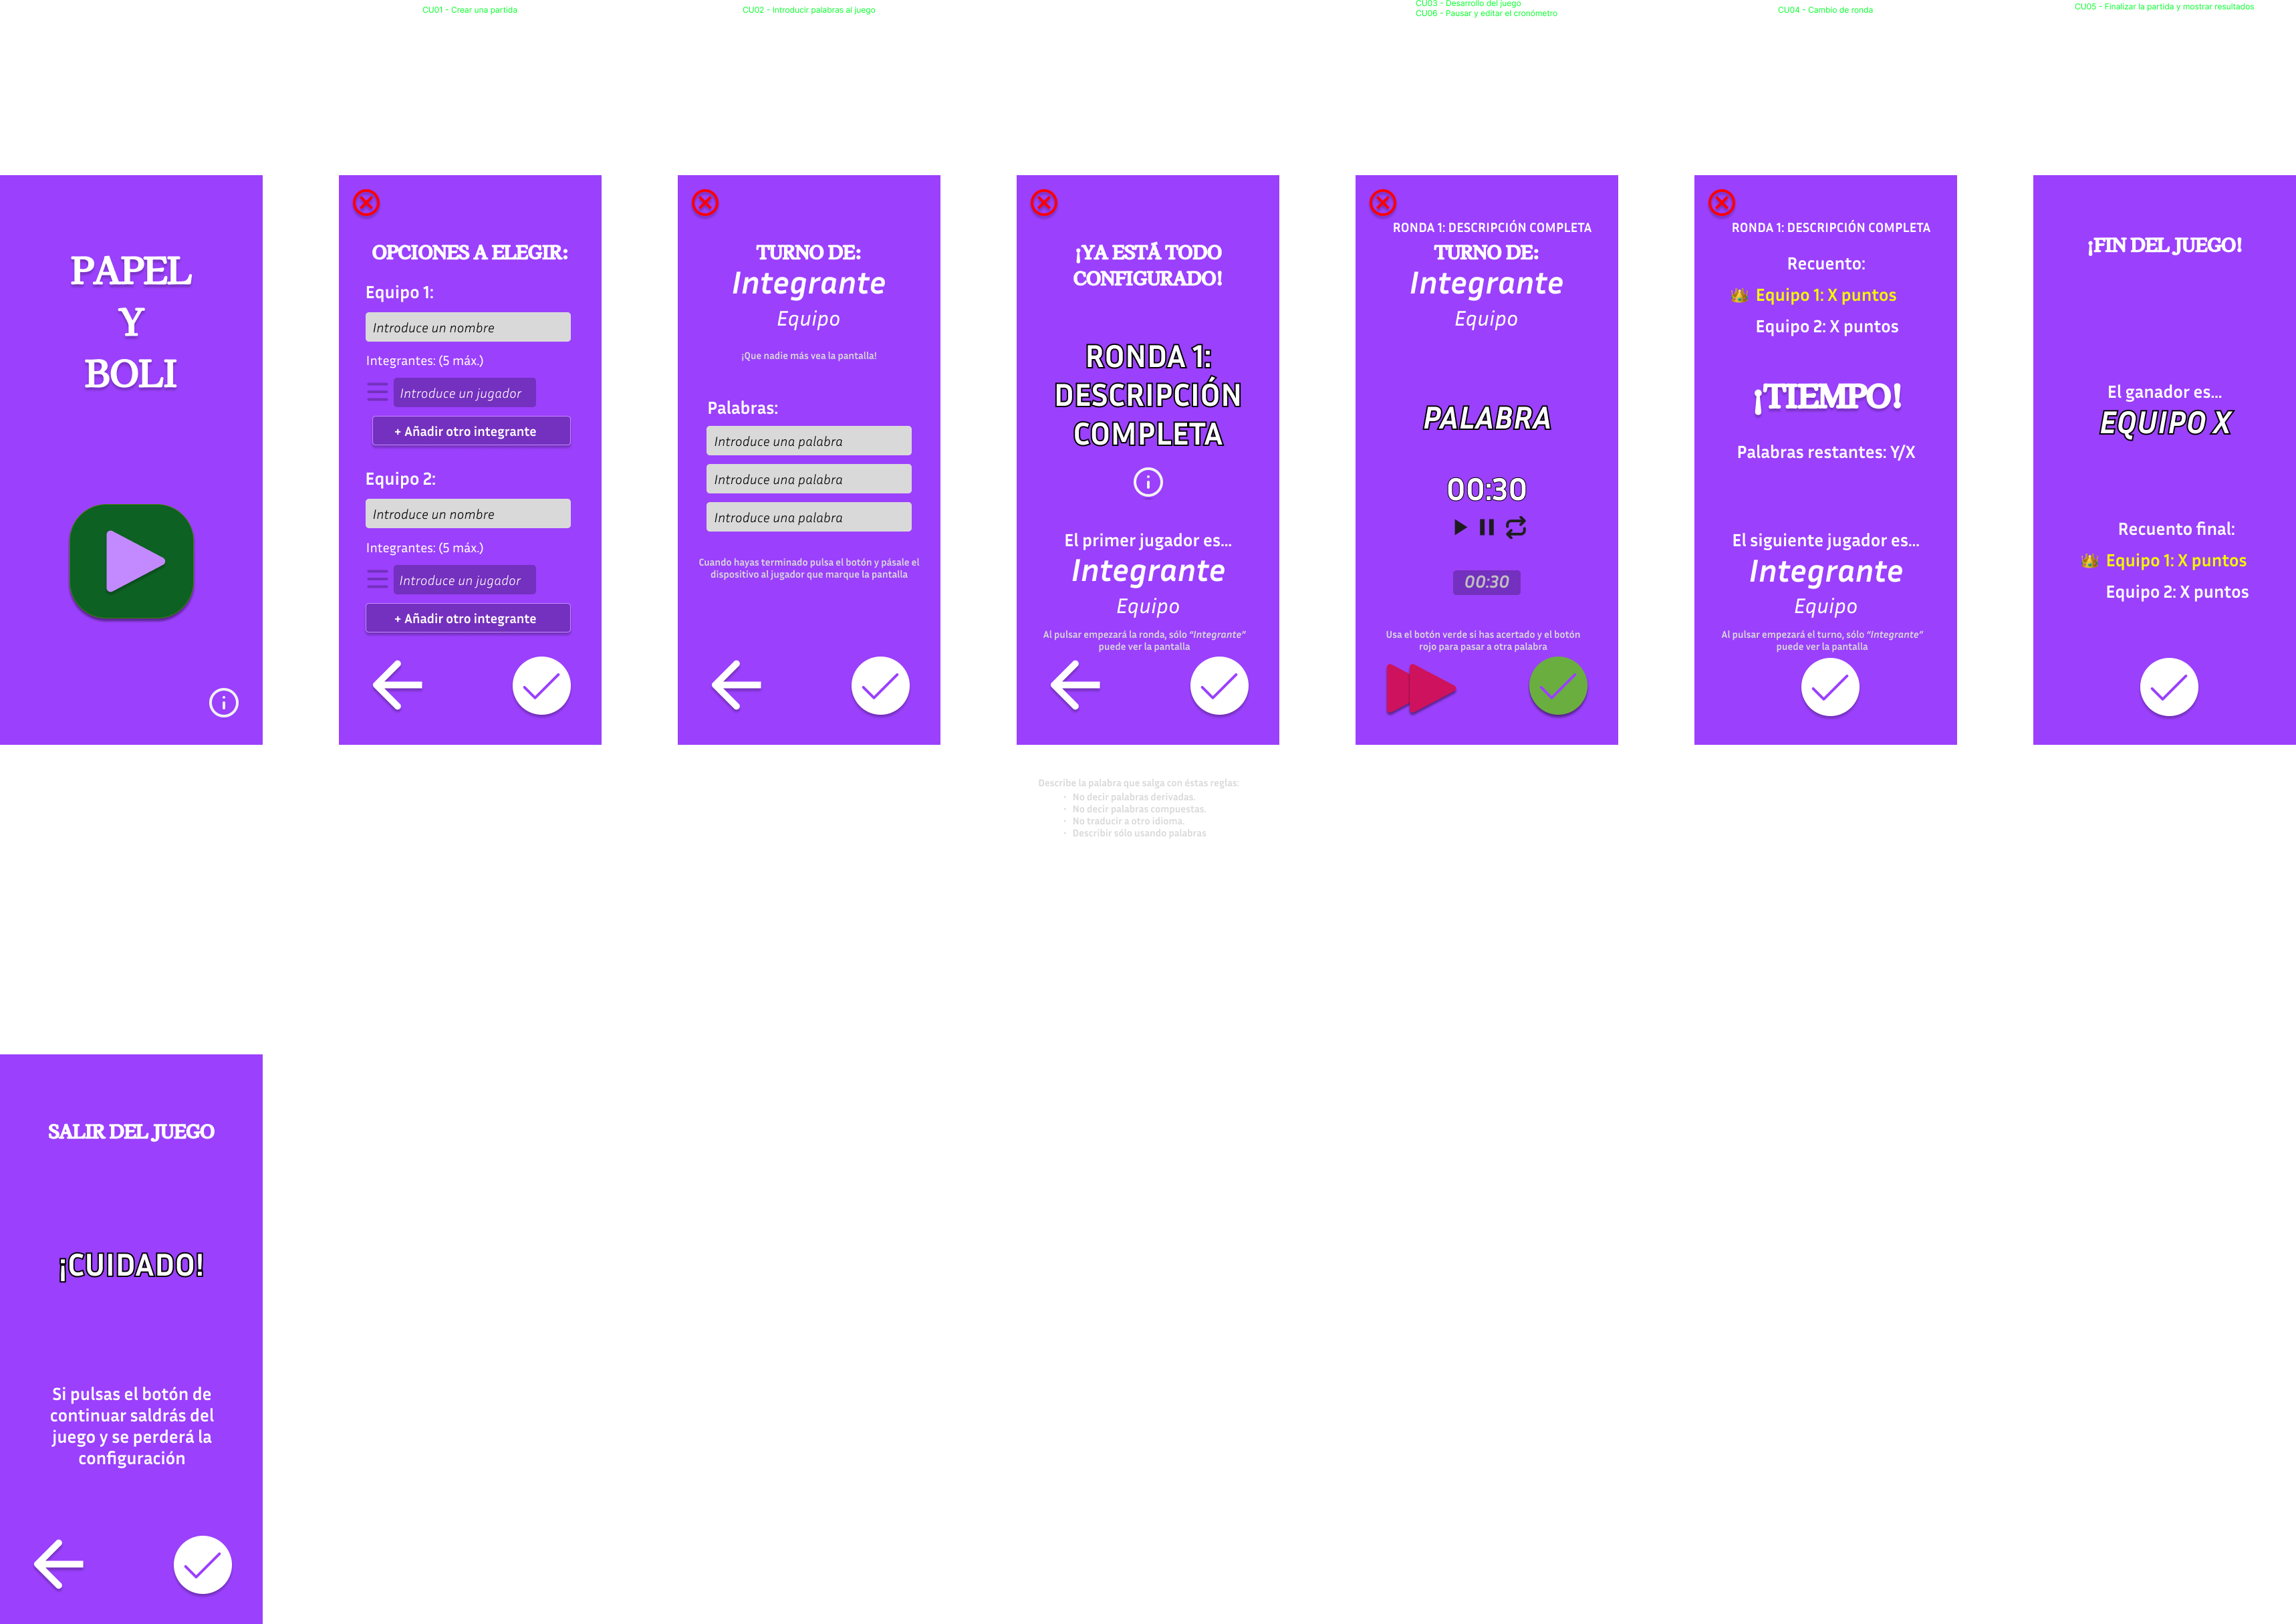 CU01 - Crear una partida
CU02 - Introducir palabras al juego
CU03 - Desarrollo del juego
CU06 - Pausar y editar el cronómetro
CU04 - Cambio de ronda
CU05 - Finalizar la partida y mostrar resultados
PAPEL
Y
BOLI
OPCIONES A ELEGIR:
Equipo 1:
Introduce un nombre
Integrantes: (5 máx.)
Introduce un jugador
+ Añadir otro integrante
Equipo 2:
Introduce un nombre
Integrantes: (5 máx.)
Introduce un jugador
+ Añadir otro integrante
TURNO DE:
Integrante
Equipo
¡Que nadie más vea la pantalla!
Palabras:
Introduce una palabra
Introduce una palabra
Introduce una palabra
Cuando hayas terminado pulsa el botón y pásale el
dispositivo al jugador que marque la pantalla
¡YA ESTÁ TODO
CONFIGURADO!
RONDA 1:
DESCRIPCIÓN
COMPLETA
El primer jugador es...
Integrante
Equipo
Al pulsar empezará la ronda, sólo "Integrante"
puede ver la pantalla
Describe la palabra que salga con éstas reglas:
· No decir palabras derivadas.
· No decir palabras compuestas.
· No traducir a otro idioma.
· Describir sólo usando palabras
RONDA 1: DESCRIPCIÓN COMPLETA
TURNO DE:
Integrante
Equipo
PALABRA
00:30
00:30
Usa el botón verde si has acertado y el botón
rojo para pasar a otra palabra
RONDA 1: DESCRIPCIÓN COMPLETA
Recuento:
Equipo 1: X puntos
Equipo 2: X puntos
¡TIEMPO!
Palabras restantes: Y/X
El siguiente jugador es...
Integrante
Equipo
Al pulsar empezará el turno, sólo "Integrante"
puede ver la pantalla
¡FIN DEL JUEGO!
El ganador es...
EQUIPO X
Recuento final:
Equipo 1: X puntos
Equipo 2: X puntos
SALIR DEL JUEGO
¡CUIDADO!
Si pulsas el botón de
continuar saldrás del
juego y se perderá la
configuración